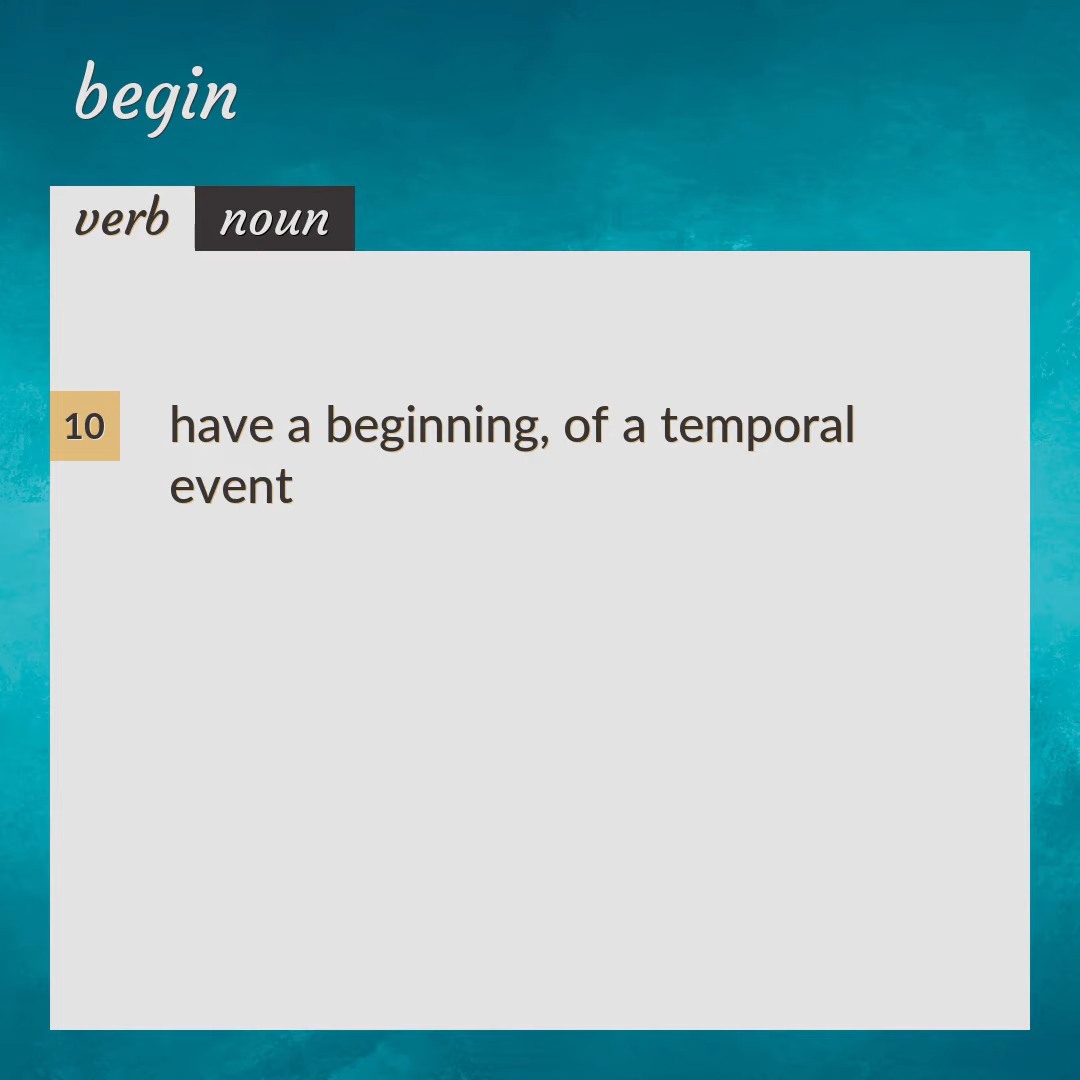 begin
verb noun
10 have a beginning, of a temporal
event